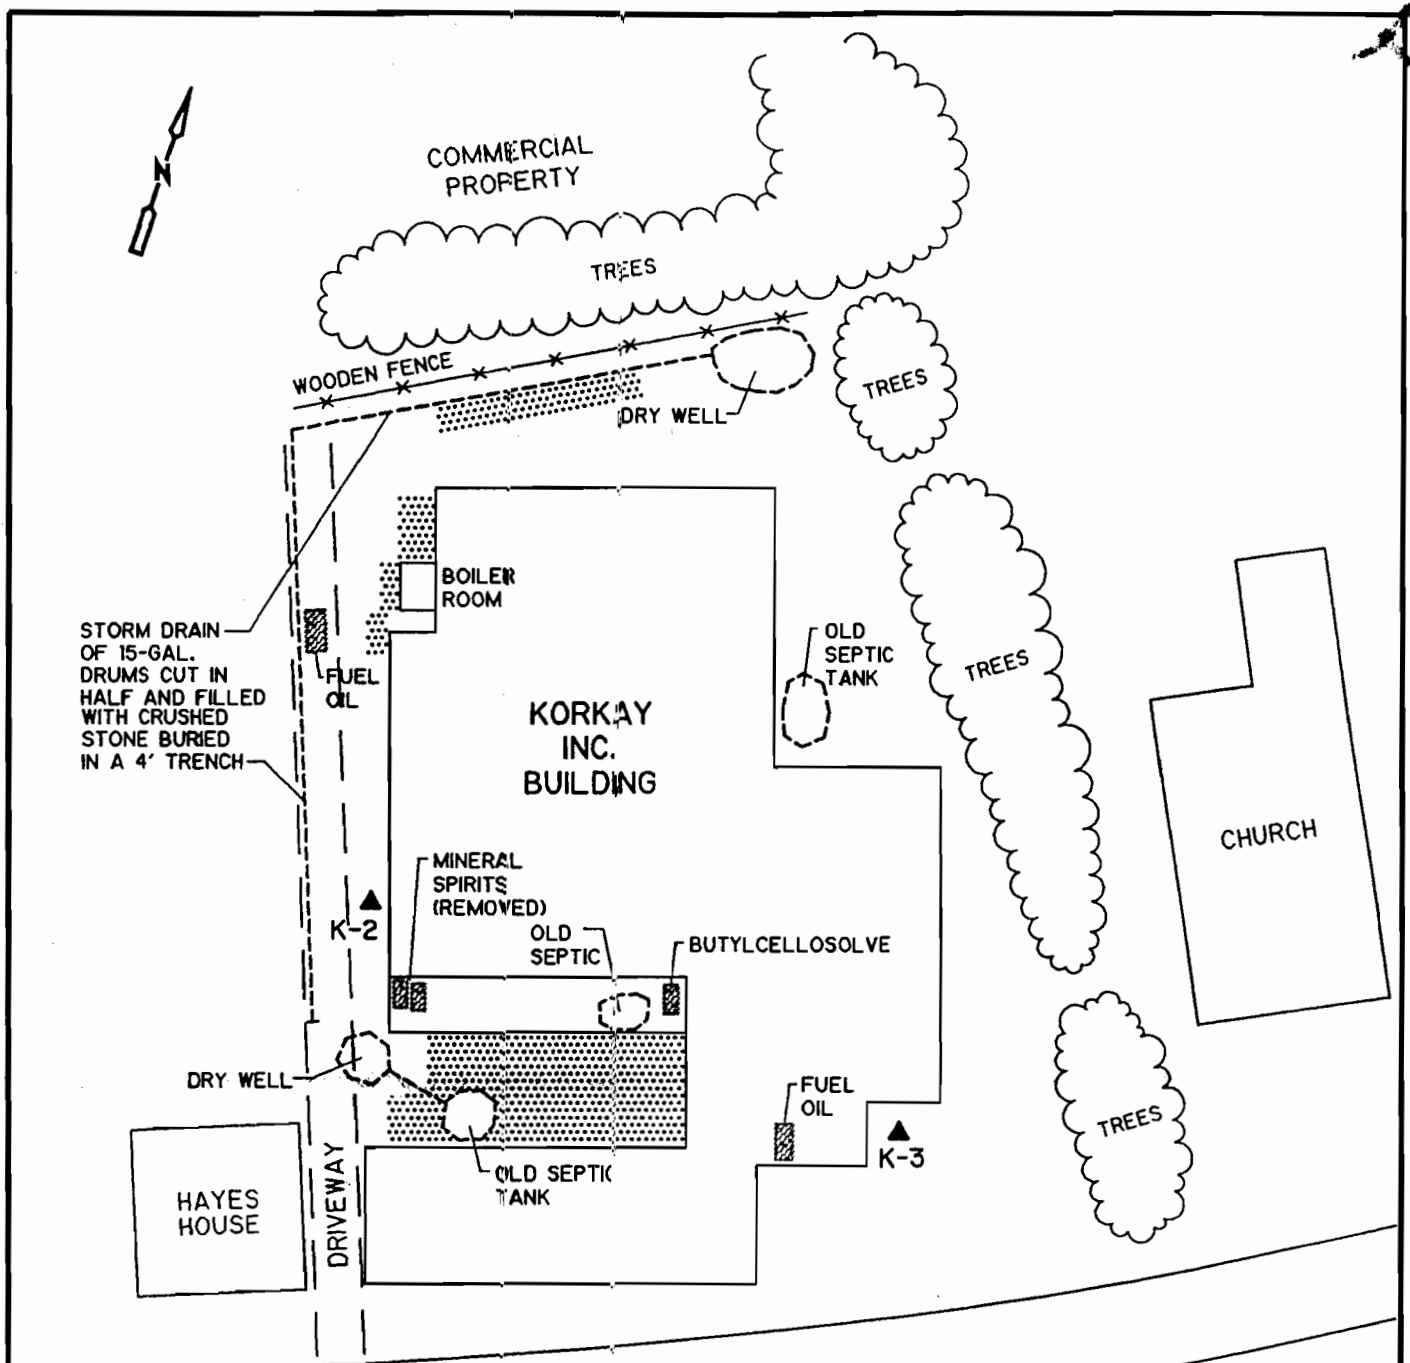 N
COMMERCIAL
PROPERTY
TREES
WOODEN FENCE
DRY WELL
TREES
BOILER
ROOM
STORM DRAIN
OF 15-GAL.
DRUMS CUT IN
HALF AND FILLED
WITH CRUSHED
STONE BURIED
IN A 4' TRENCH
FUEL
OIL
OLD
SEPTIC
TANK
TREES
KORKAY
INC.
BUILDING
CHURCH
MINERAL
SPIRITS
(REMOVED)
K-2
OLD
SEPTIC
BUTYLCELLOSOLVE
DRY WELL
FUEL
OIL
TREES
K-3
OLD SEPTIC
TANK
HAYES
HOUSE
DRIVEWAY